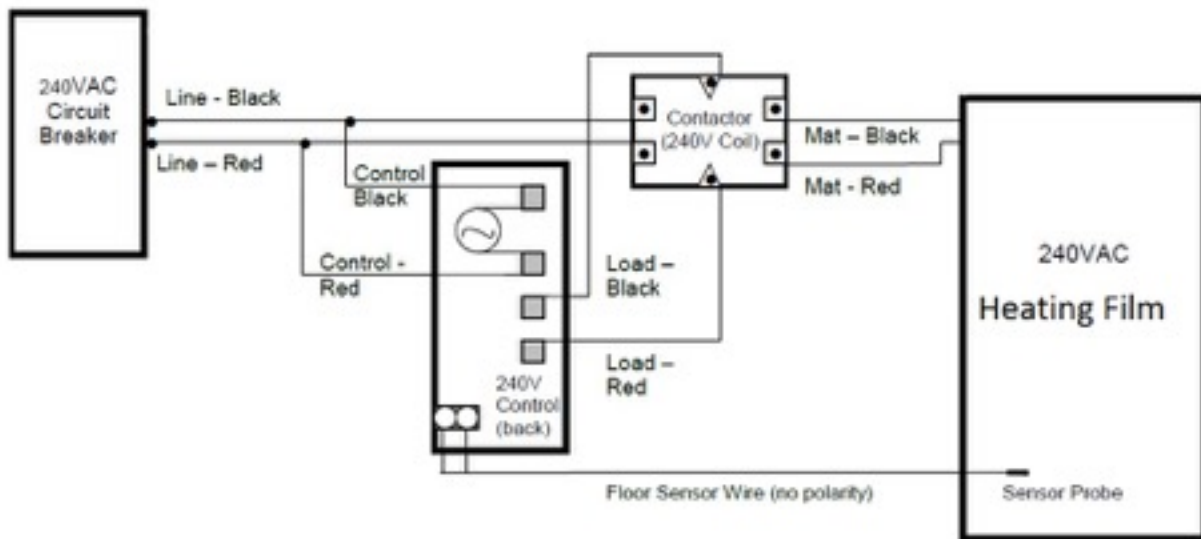 240VAC
Circuit
Breaker
Line - Black
Line – Red
Control
Black
Control -
Red
Contactor
(240V Coil)
Mat – Black
Mat - Red
Load –
Black
Load –
Red
240V
Control
(back)
240VAC
Heating Film
Floor Sensor Wire (no polarity)
Sensor Probe